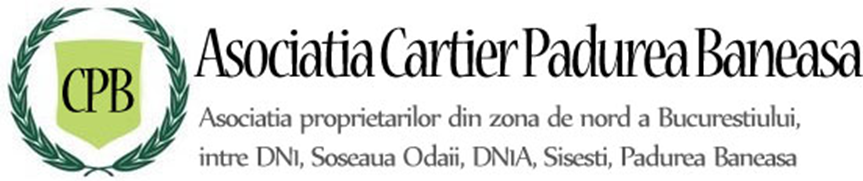 CPB
Asociatia Cartier Padurea Baneasa
Asociatia proprietarilor din zona de nord a Bucurestiului,
intre DN1, Soseaua Odaii, DN1A, Sisesti, Padurea Baneasa